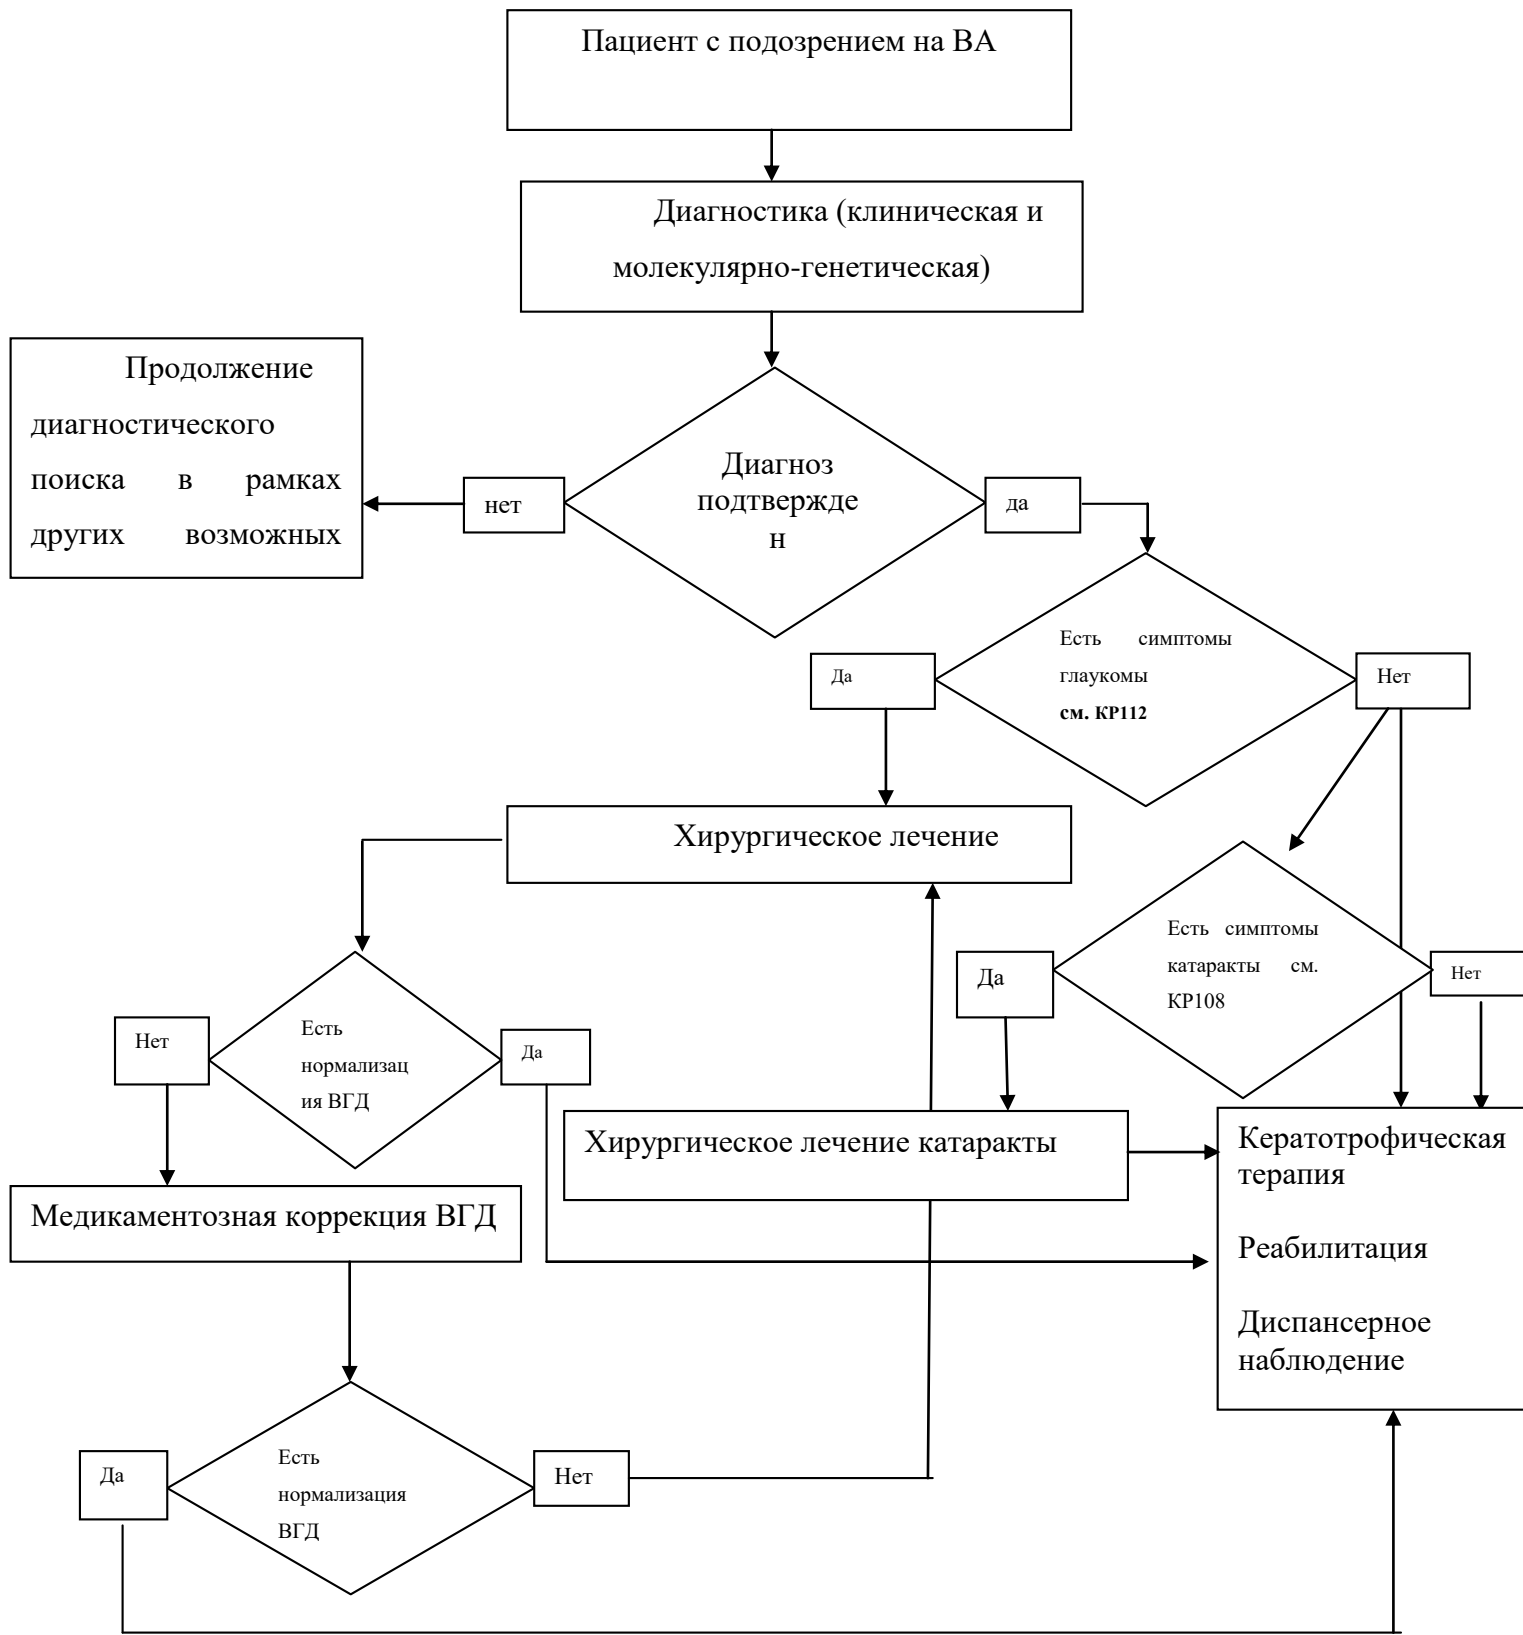 Пациент с подозрением на ВА
Диагностика (клиническая и
молекулярно-генетическая)
Продолжение
диагностического
поиска в рамках
других возможных
нет
Диагноз
подтвержде
н
да
Есть симптомы
глаукомы
см. КР112
Да
Нет
Хирургическое лечение
Есть симптомы
катаракты см.
КР108
Да
Нет
Есть
нормализац
ия ВГД
Нет
Да
Хирургическое лечение катаракты
Кератотрофическая
терапия
Реабилитация
Диспансерное
наблюдение
Медикаментозная коррекция ВГД
Есть
нормализация
ВГД
Да
Нет